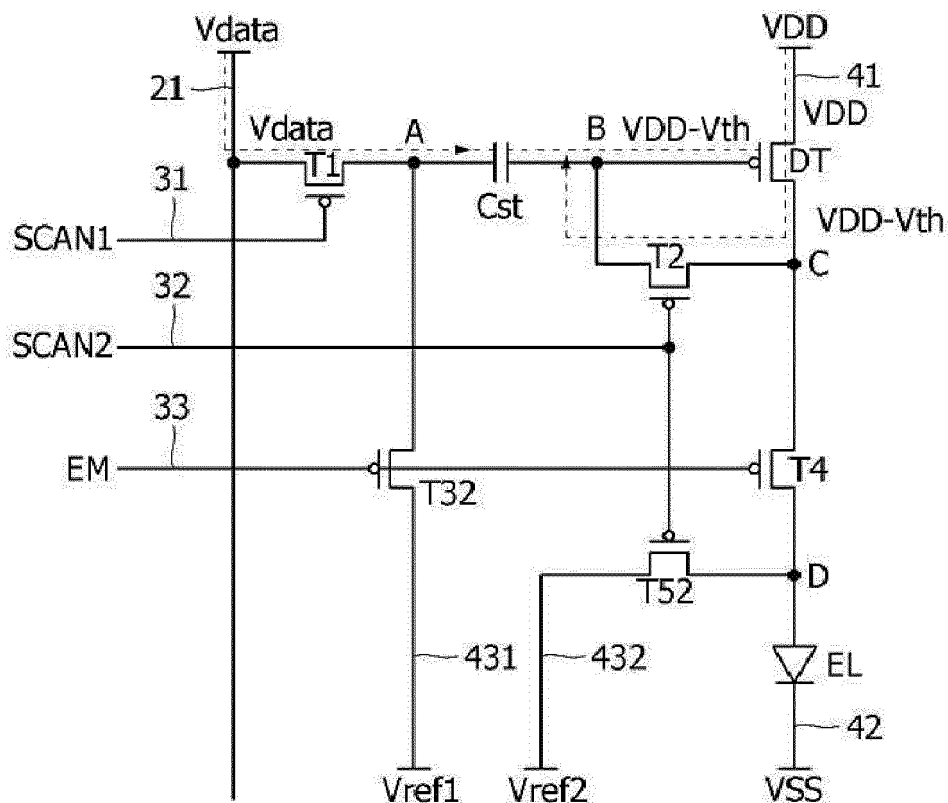 Vdata VDD
21 41
VDD
Vdata A B VDD-Vth
T1 DT
31 Cst
VDD-Vth
SCAN1
T2 C
32
SCAN2
33
EM T4
T32
D
T52
431 432 EL
42
Vref1 Vref2 VSS